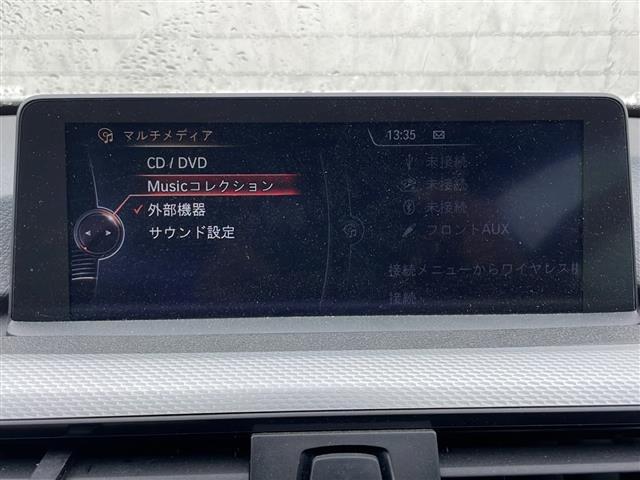 マルチメディア
13:35
CD / DVD
Musicコレクション
外部機器
サウンド設定
未接続
未接続
未接続
フロントAUX
接続メニューからワイヤレス
接続